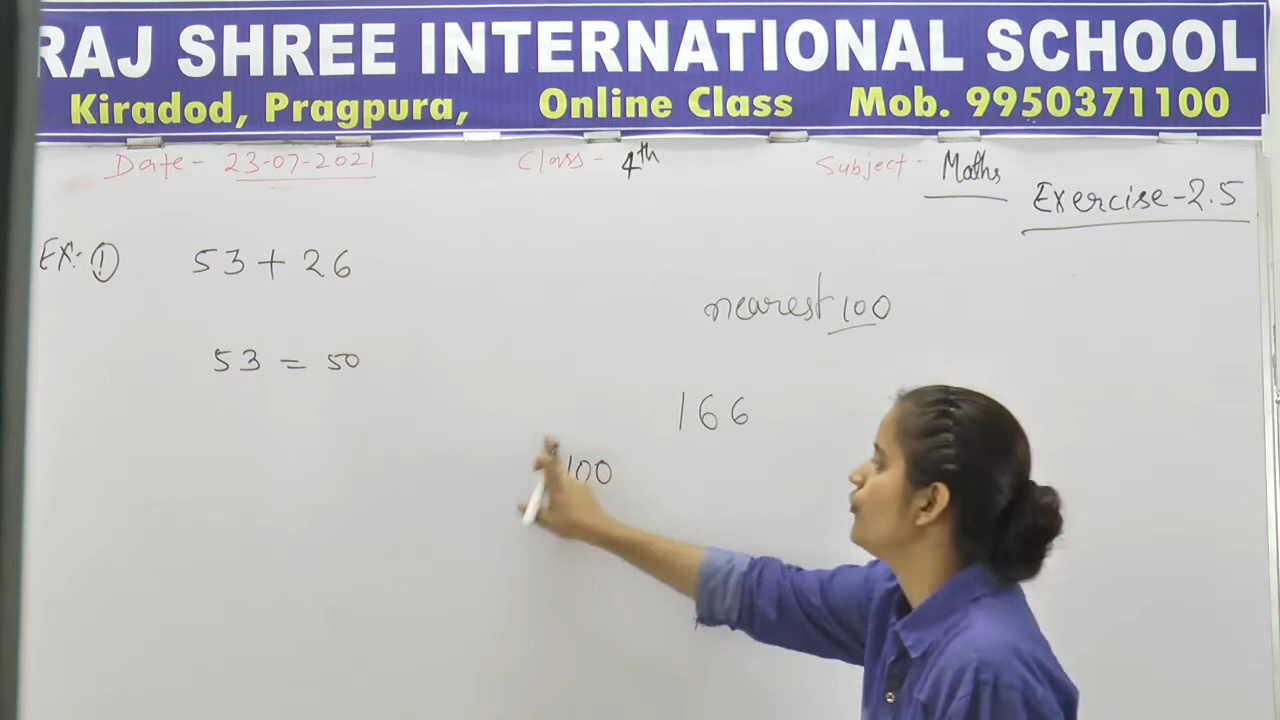 RAJ SHREE INTERNATIONAL SCHOOL
Kiradod, Pragpura, Online Class Mob. 9950371100
Date - 23-07-2021 Class - 4th Subject - Maths
Exercise-2.5
Ex: ① 53 + 26
nearest 100
53 = 50
166
100